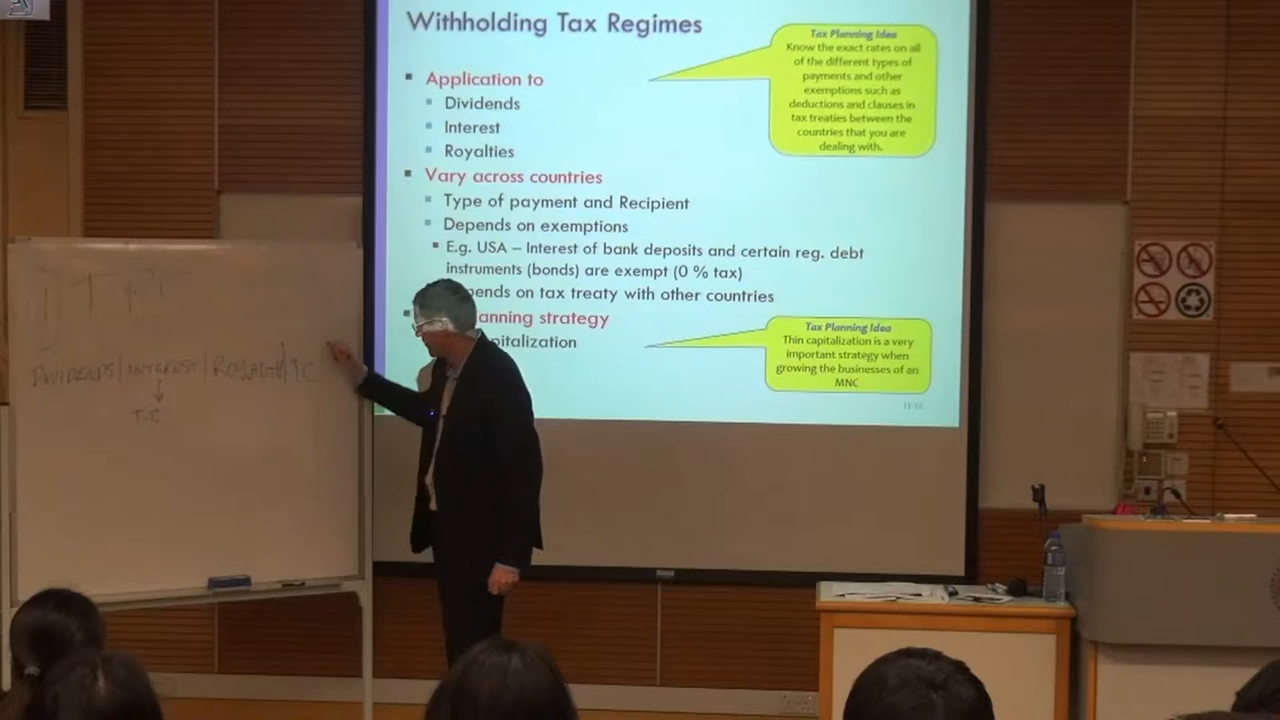 Withholding Tax Regimes
Application to
Dividends
Interest
Royalties
Vary across countries
Type of payment and Recipient
Depends on exemptions
E.g. USA – Interest of bank deposits and certain reg. debt
instruments (bonds) are exempt (0 % tax)
pends on tax treaty with other countries
anning strategy
pitalization
Tax Planning Idea
Know the exact rates on all
of the different types of
payments and other
exemptions such as
deductions and clauses in
tax treaties between the
countries that you are
dealing with.
Tax Planning Idea
Thin capitalization is a very
important strategy when
growing the businesses of an
MNC
DIVIDENDS | INTEREST |
T.C